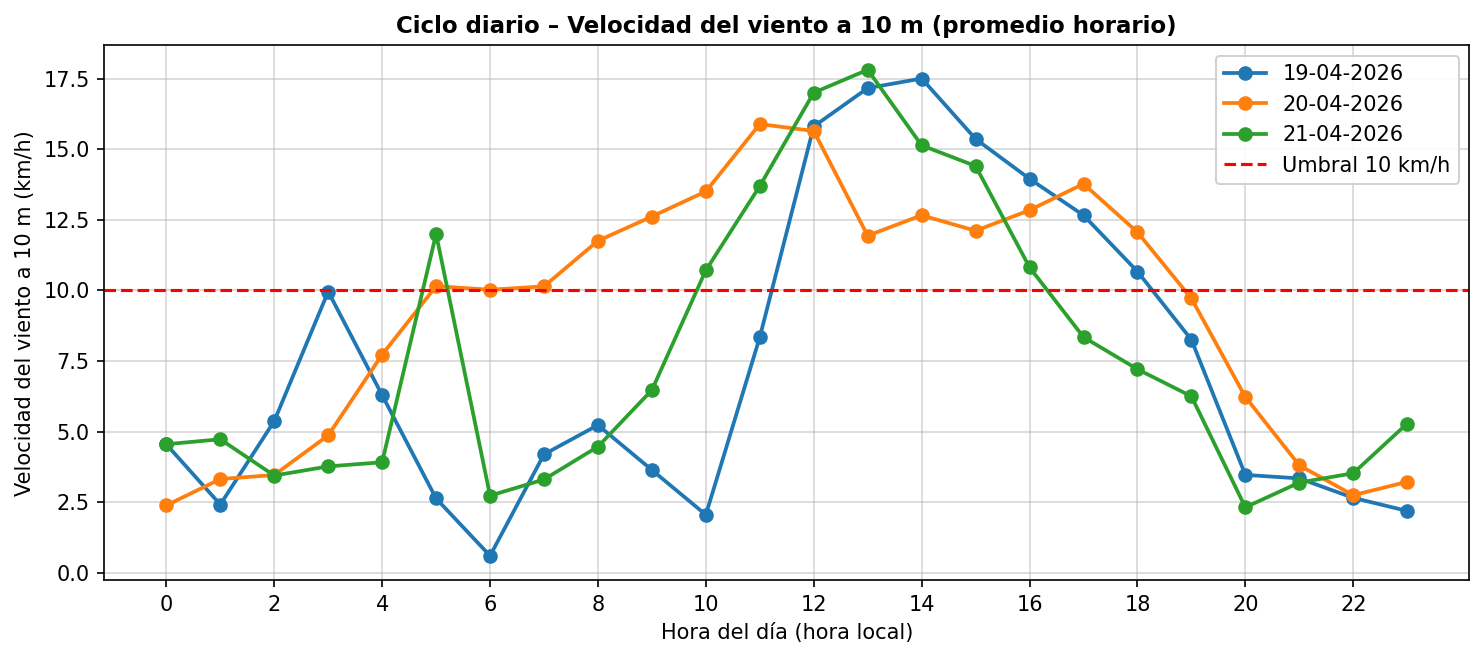 Ciclo diario – Velocidad del viento a 10 m (promedio horario)
Velocidad del viento a 10 m (km/h)
17.5
15.0
12.5
10.0
7.5
5.0
2.5
0.0
19-04-2026
20-04-2026
21-04-2026
Umbral 10 km/h
0 2 4 6 8 10 12 14 16 18 20 22
Hora del día (hora local)